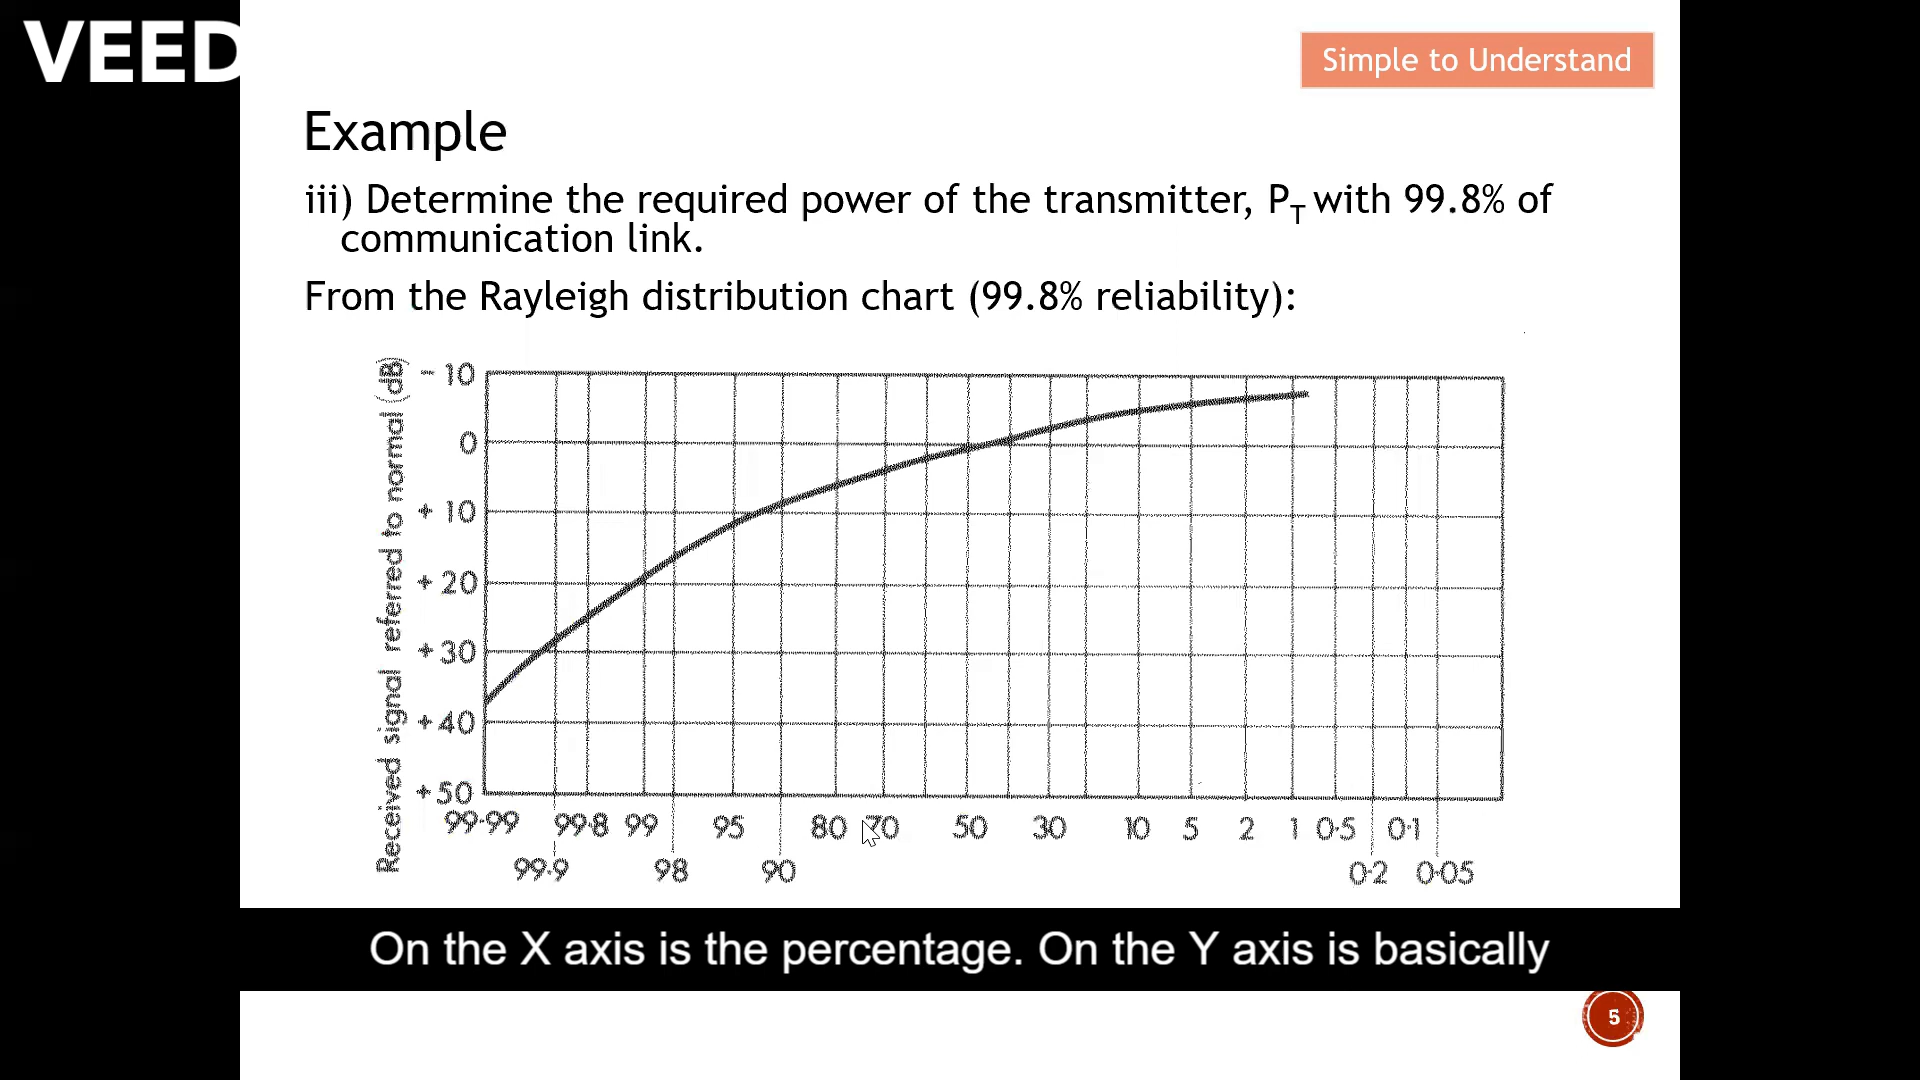 VEED
Simple to Understand
Example
iii) Determine the required power of the transmitter, PT with 99.8% of
communication link.
From the Rayleigh distribution chart (99.8% reliability):
Received signal referred to normal (dB)
- 10
0
+ 10
+ 20
+ 30
+ 40
+ 50
99·99 99·8 99 95 80 70 50 30 10 5 2 1 0·5 0·1
99·9 98 90 0·2 0·05
On the X axis is the percentage. On the Y axis is basically
5